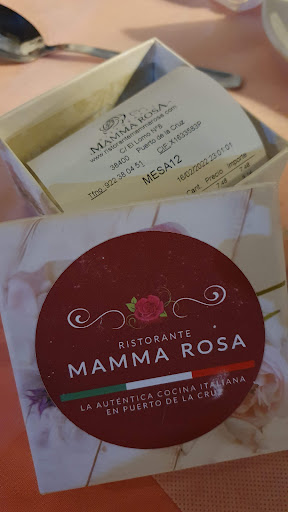 MAMMA ROSA
www.ristorantemammarosa.com
C/ El Lomo Nº8
38400 Puerto de la Cruz
Tfno 922 38 04 51
MESA12
16/02/2022 23:01:01
Cant. Precio Importe
RISTORANTE
MAMMA ROSA
LA AUTÉNTICA COCINA ITALIANA
EN PUERTO DE LA CRUZ